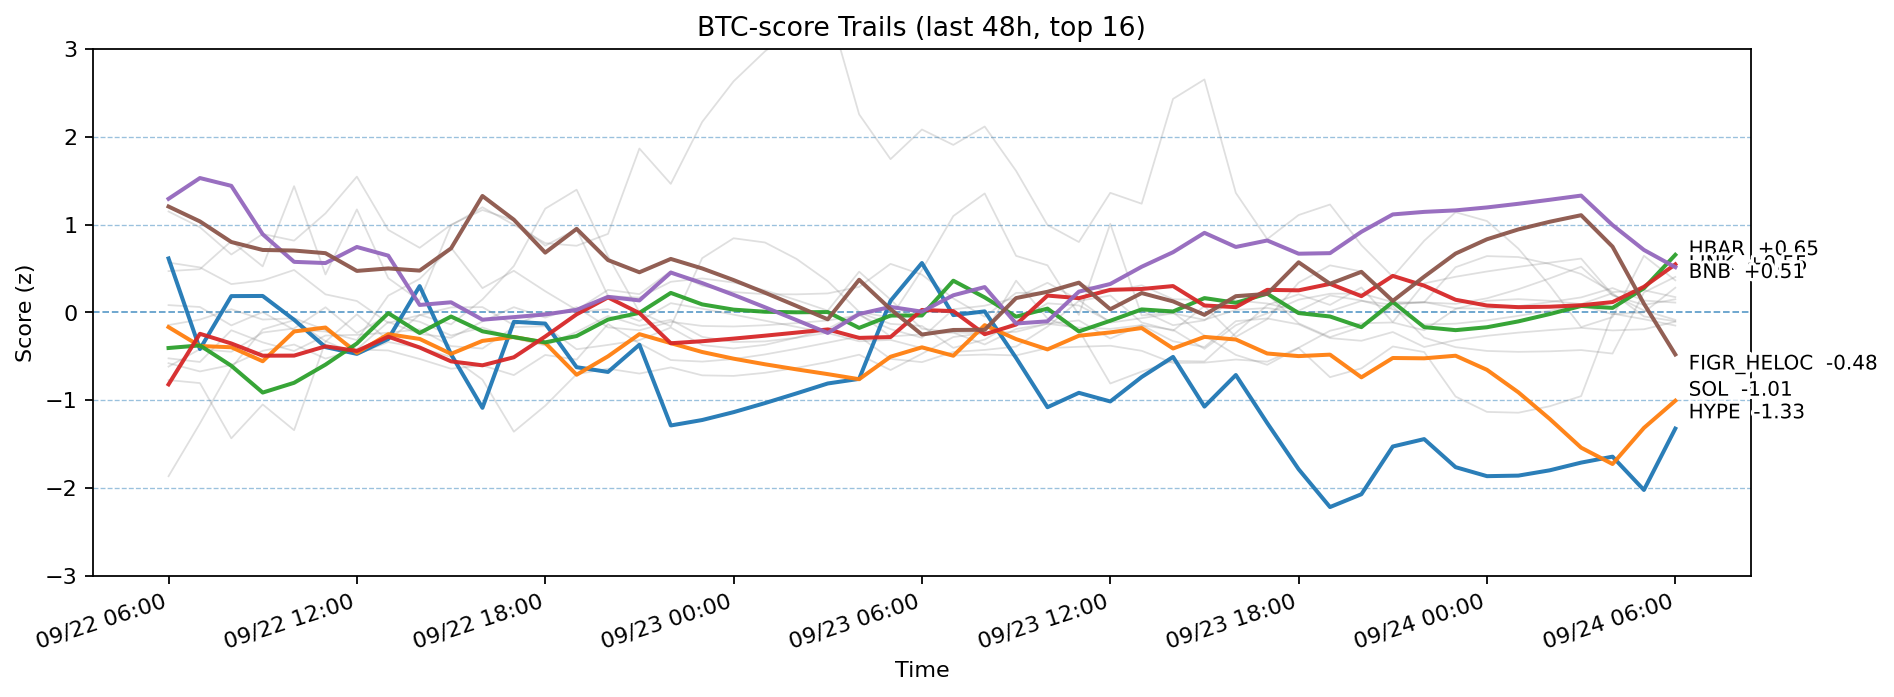 BTC-score Trails (last 48h, top 16)
Score (z)
3
2
1
0
−1
−2
−3
HBAR +0.65
BNB +0.51
FIGR_HELOC -0.48
SOL -1.01
HYPE -1.33
09/22 06:00
09/22 12:00
09/22 18:00
09/23 00:00
09/23 06:00
09/23 12:00
09/23 18:00
09/24 00:00
09/24 06:00
Time